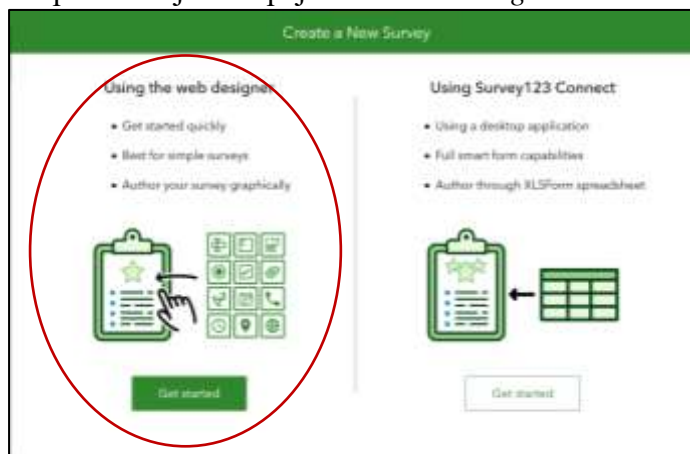 Create a New Survey
Using the web designer
• Get started quickly
• Best for simple surveys
• Author your survey graphically
Get started
Using Survey123 Connect
• Using a desktop application
• Full smart form capabilities
• Author through XLSForm spreadsheet
Get started